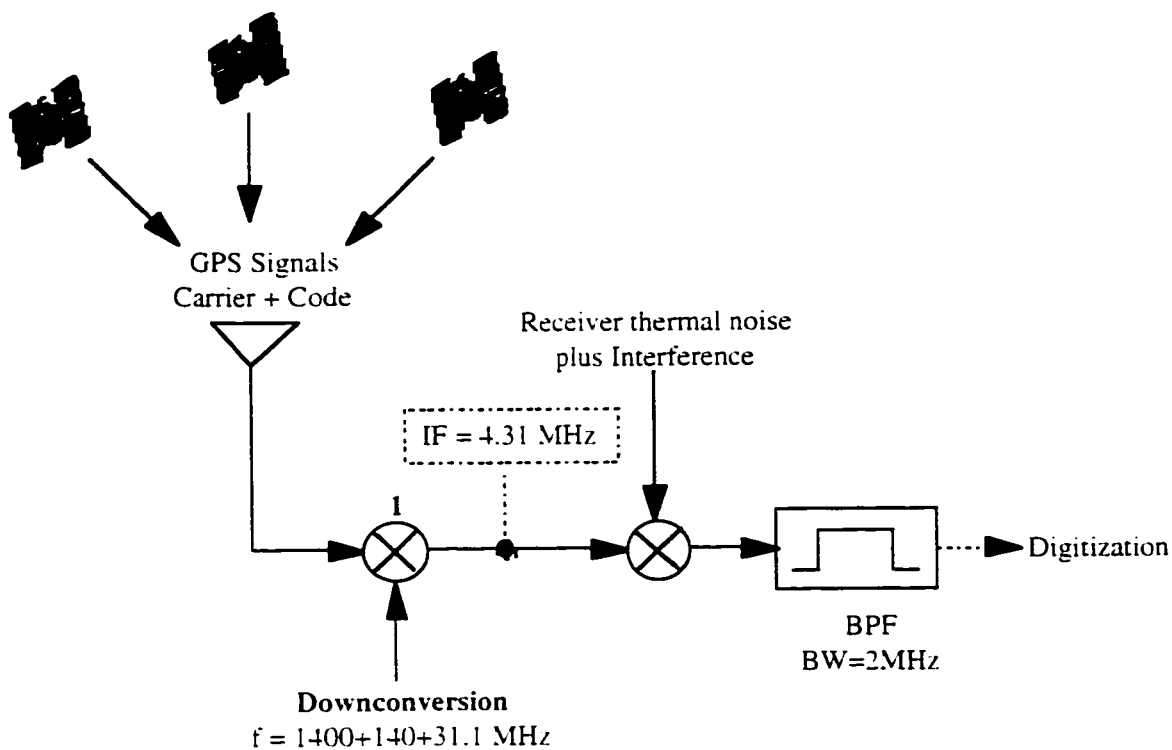 GPS Signals
Carrier + Code
Receiver thermal noise
plus Interference
IF = 4.31 MHz
1
Digitization
BPF
BW=2MHz
Downconversion
f = 1400+140+31.1 MHz